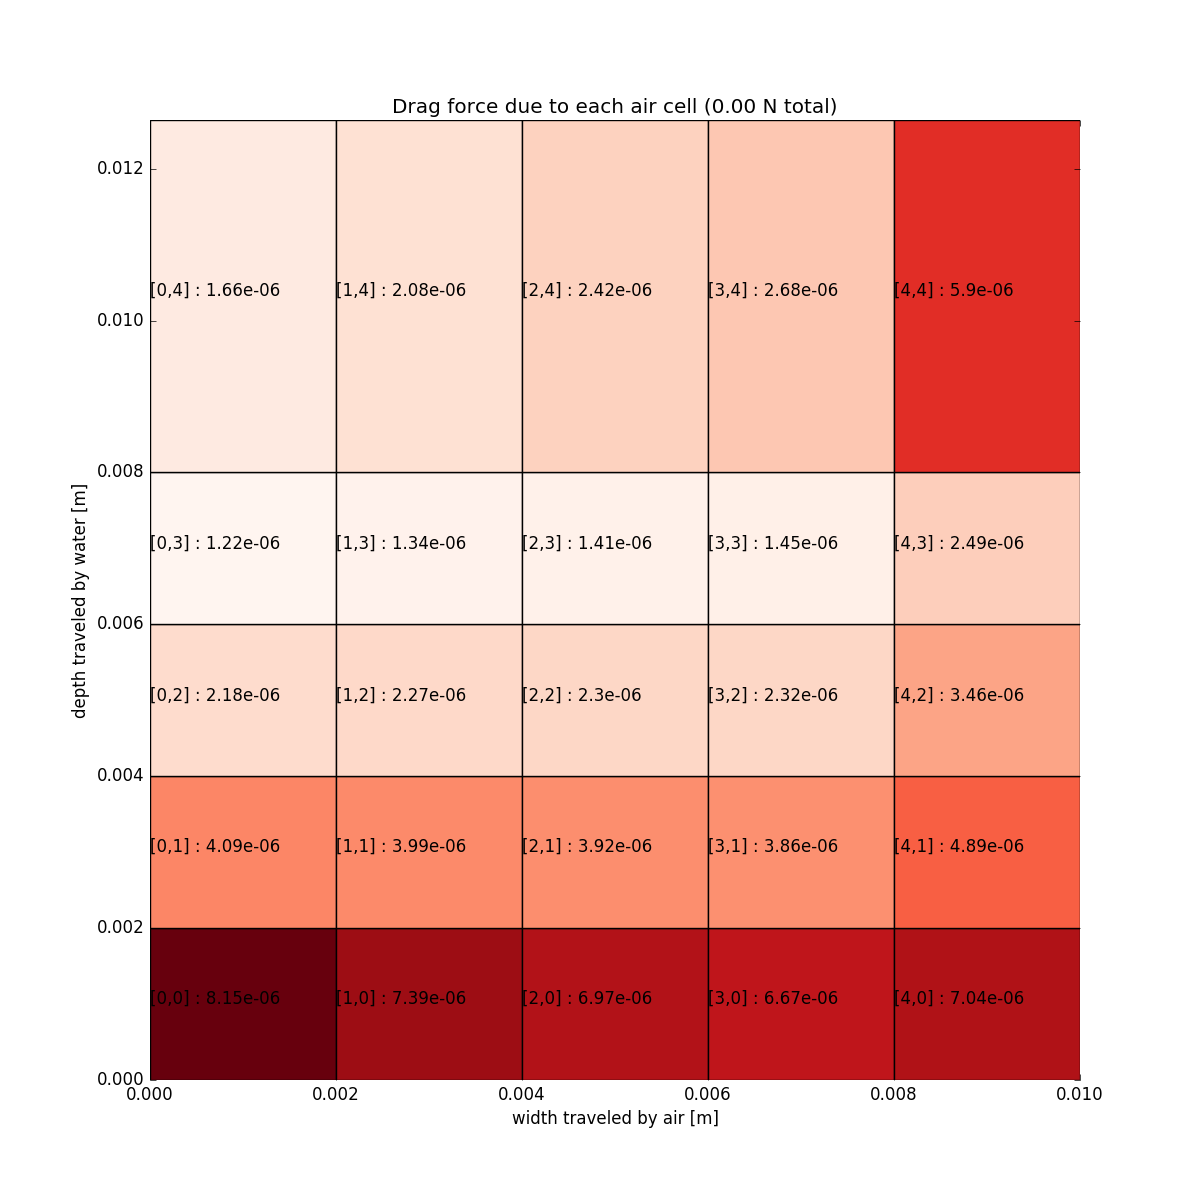 Drag force due to each air cell (0.00 N total)
0.012
[0,4] : 1.66e-06 [1,4] : 2.08e-06 [2,4] : 2.42e-06 [3,4] : 2.68e-06 [4,4] : 5.9e-06
0.010
0.008
[0,3] : 1.22e-06 [1,3] : 1.34e-06 [2,3] : 1.41e-06 [3,3] : 1.45e-06 [4,3] : 2.49e-06
0.006
[0,2] : 2.18e-06 [1,2] : 2.27e-06 [2,2] : 2.3e-06 [3,2] : 2.32e-06 [4,2] : 3.46e-06
0.004
[0,1] : 4.09e-06 [1,1] : 3.99e-06 [2,1] : 3.92e-06 [3,1] : 3.86e-06 [4,1] : 4.89e-06
0.002
[0,0] : 8.15e-06 [1,0] : 7.39e-06 [2,0] : 6.97e-06 [3,0] : 6.67e-06 [4,0] : 7.04e-06
0.000
depth traveled by water [m]
0.000 0.002 0.004 0.006 0.008 0.010
width traveled by air [m]